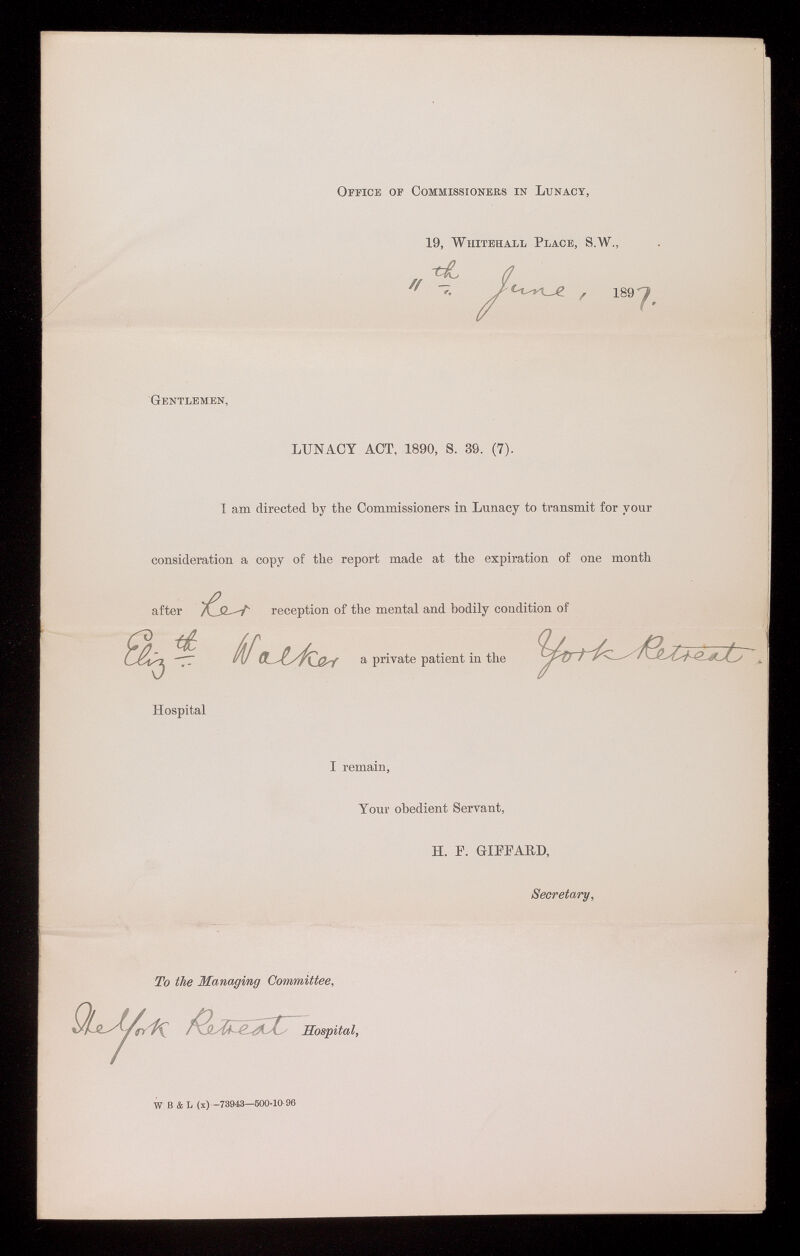 OFFICE OF COMMISSIONERS IN LUNACY,
19, WHITEHALL PLACE, S.W.,
11th June, 1897.
GENTLEMEN,
LUNACY ACT, 1890, S. 39. (7).
I am directed by the Commissioners in Lunacy to transmit for your
consideration a copy of the report made at the expiration of one month
after her reception of the mental and bodily condition of
Elizth Walker a private patient in the York Retreat.
Hospital
I remain,
Your obedient Servant,
H. F. GIFFARD,
Secretary,
To the Managing Committee,
The York Retreat Hospital,
W B & L (x)—73943—500-10-96